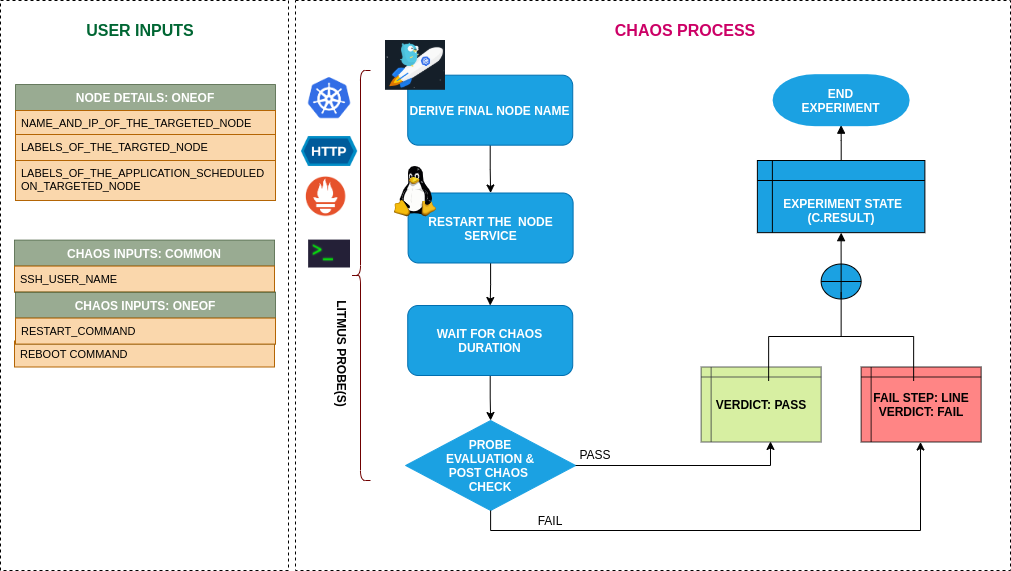 USER INPUTS
NODE DETAILS: ONEOF
NAME_AND_IP_OF_THE_TARGETED_NODE
LABELS_OF_THE_TARGTED_NODE
LABELS_OF_THE_APPLICATION_SCHEDULED
ON_TARGETED_NODE
CHAOS INPUTS: COMMON
SSH_USER_NAME
CHAOS INPUTS: ONEOF
RESTART_COMMAND
REBOOT COMMAND
CHAOS PROCESS
HTTP
>_
LITMUS PROBE(S)
DERIVE FINAL NODE NAME
RESTART THE NODE
SERVICE
WAIT FOR CHAOS
DURATION
PROBE
EVALUATION &
POST CHAOS
CHECK
PASS
FAIL
VERDICT: PASS
FAIL STEP: LINE
VERDICT: FAIL
EXPERIMENT STATE
(C.RESULT)
END
EXPERIMENT